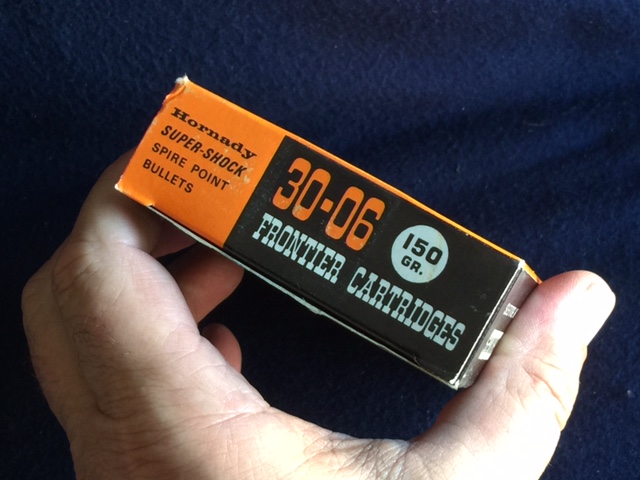 Hornady
SUPER-SHOCK
SPIRE POINT
BULLETS
30-06
150
GR.
FRONTIER CARTRIDGES